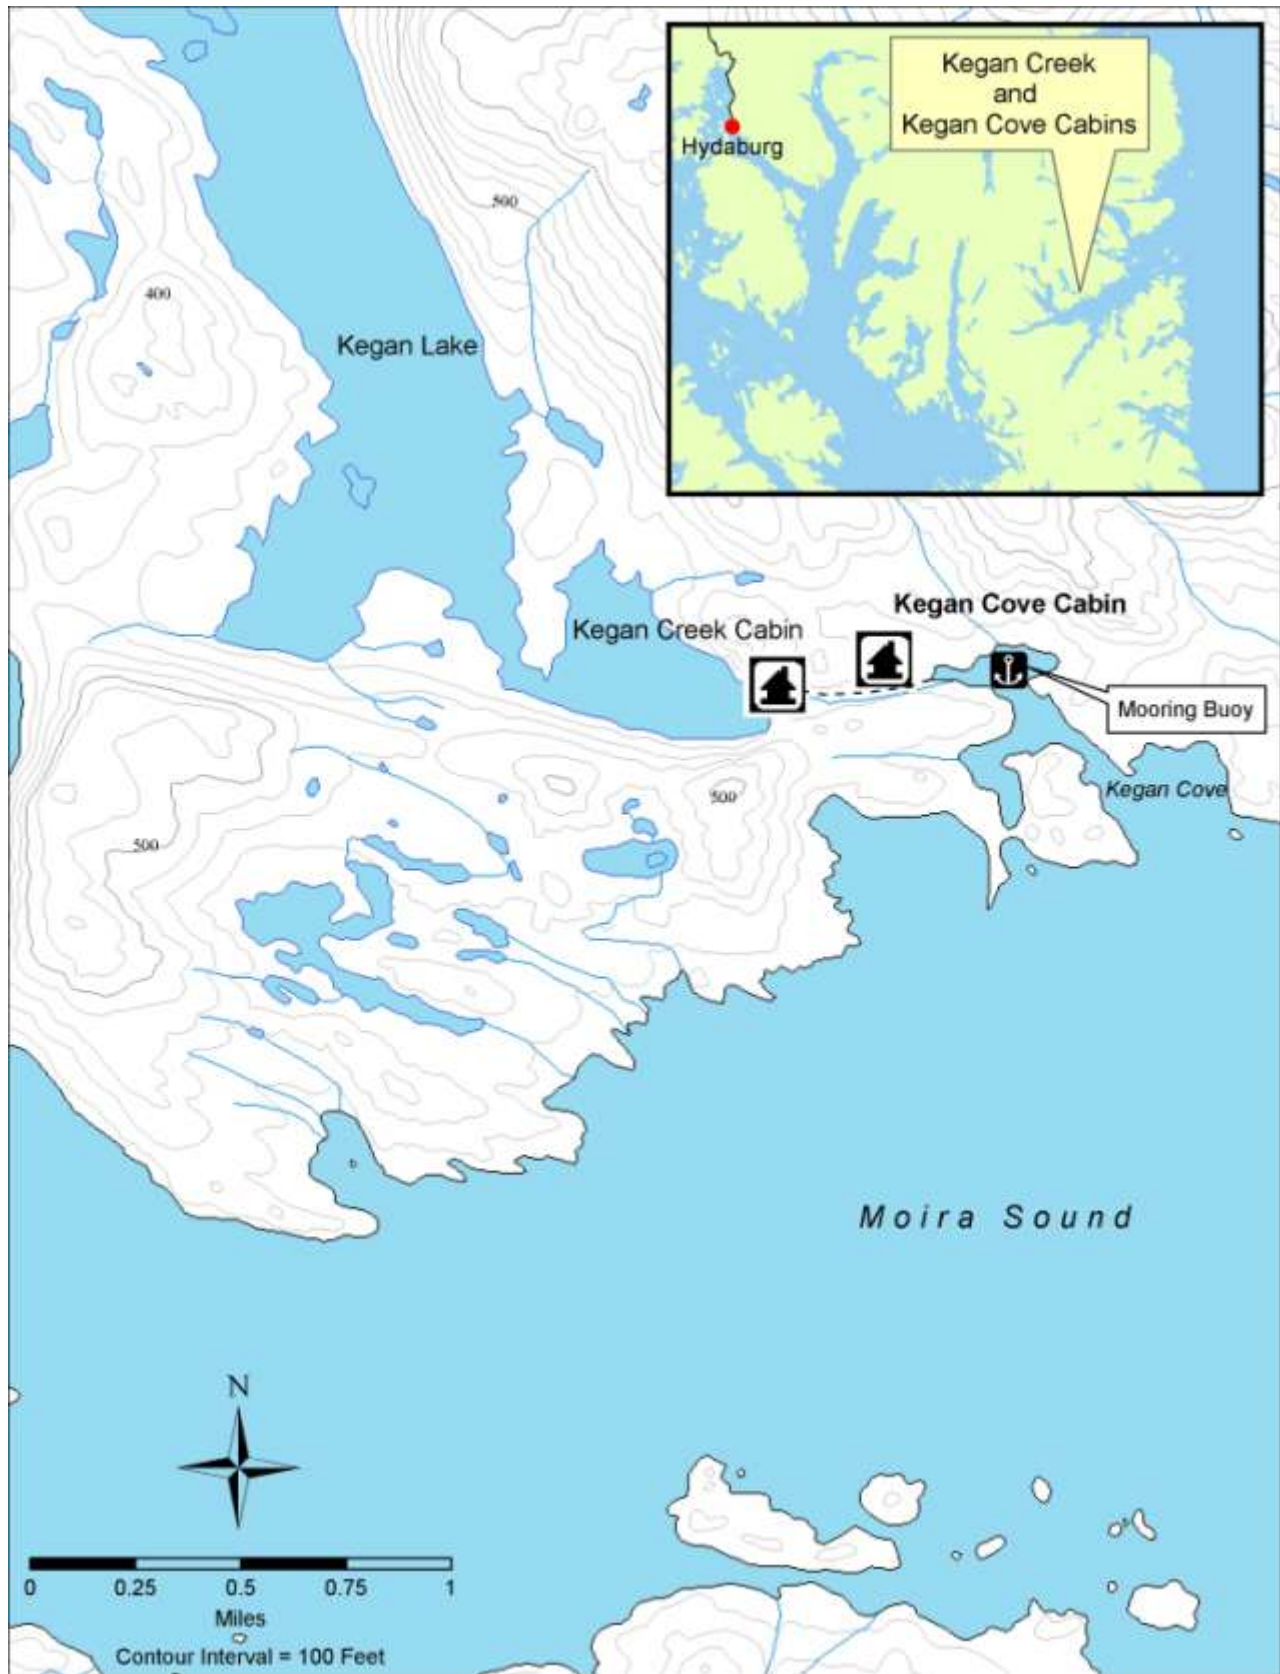 Kegan Creek
and
Kegan Cove Cabins
Hydaburg
500
400
Kegan Lake
Kegan Cove Cabin
Kegan Creek Cabin
Mooring Buoy
Kegan Cove
500
500
Moira Sound
N
0 0.25 0.5 0.75 1
Miles
Contour Interval = 100 Feet